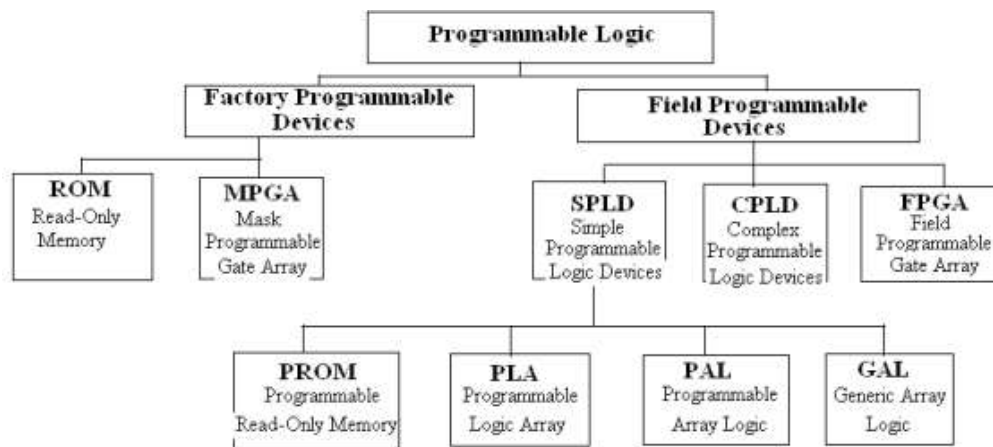 Programmable Logic
Factory Programmable
Devices
Field Programmable
Devices
ROM
Read-Only
Memory
MPGA
Mask
Programmable
Gate Array
SPLD
Simple
Programmable
Logic Devices
CPLD
Complex
Programmable
Logic Devices
FPGA
Field
Programmable
Gate Array
PROM
Programmable
Read-Only Memory
PLA
Programmable
Logic Array
PAL
Programmable
Array Logic
GAL
Generic Array
Logic